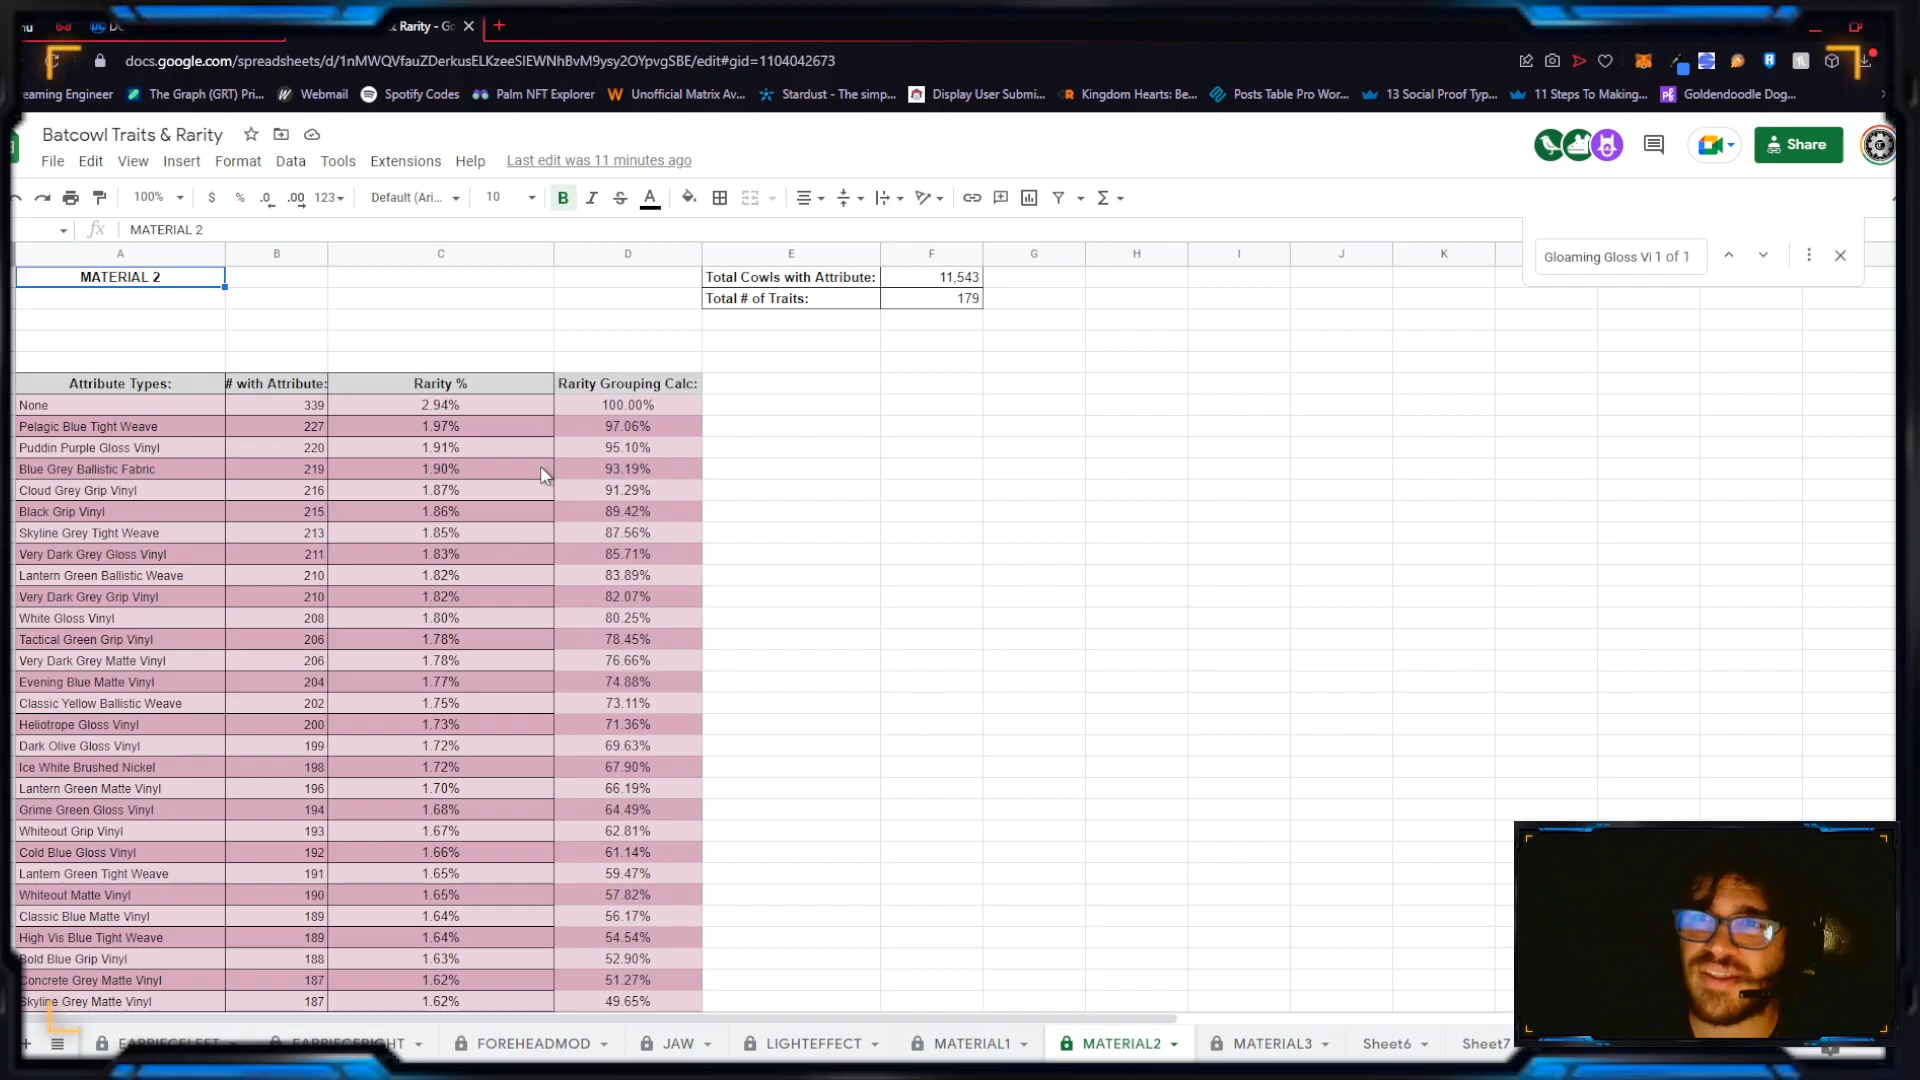 & Rarity - Go
docs.google.com/spreadsheets/d/1nMWQVfauZDerkusELKzeeSIEWNhBvM9ysy2OYpvgSBE/edit#gid=1104042673
eaming Engineer The Graph (GRT) Pri... Webmail Spotify Codes Palm NFT Explorer Unofficial Matrix Av... Stardust - The simp... Display User Submi... Kingdom Hearts: Be... Posts Table Pro Wor... 13 Social Proof Typ... 11 Steps To Making... Goldendoodle Dog...
Batcowl Traits & Rarity
File Edit View Insert Format Data Tools Extensions Help Last edit was 11 minutes ago
Share
100% $ % .0 .00 123 Default (Ari... 10 B I S A
fx MATERIAL 2
Gloaming Gloss Vi 1 of 1
A B C D E F G H I J K
MATERIAL 2 Total Cowls with Attribute: 11,543
Total # of Traits: 179
Attribute Types: # with Attribute: Rarity % Rarity Grouping Calc:
None 339 2.94% 100.00%
Pelagic Blue Tight Weave 227 1.97% 97.06%
Puddin Purple Gloss Vinyl 220 1.91% 95.10%
Blue Grey Ballistic Fabric 219 1.90% 93.19%
Cloud Grey Grip Vinyl 216 1.87% 91.29%
Black Grip Vinyl 215 1.86% 89.42%
Skyline Grey Tight Weave 213 1.85% 87.56%
Very Dark Grey Gloss Vinyl 211 1.83% 85.71%
Lantern Green Ballistic Weave 210 1.82% 83.89%
Very Dark Grey Grip Vinyl 210 1.82% 82.07%
White Gloss Vinyl 208 1.80% 80.25%
Tactical Green Grip Vinyl 206 1.78% 78.45%
Very Dark Grey Matte Vinyl 206 1.78% 76.66%
Evening Blue Matte Vinyl 204 1.77% 74.88%
Classic Yellow Ballistic Weave 202 1.75% 73.11%
Heliotrope Gloss Vinyl 200 1.73% 71.36%
Dark Olive Gloss Vinyl 199 1.72% 69.63%
Ice White Brushed Nickel 198 1.72% 67.90%
Lantern Green Matte Vinyl 196 1.70% 66.19%
Grime Green Gloss Vinyl 194 1.68% 64.49%
Whiteout Grip Vinyl 193 1.67% 62.81%
Cold Blue Gloss Vinyl 192 1.66% 61.14%
Lantern Green Tight Weave 191 1.65% 59.47%
Whiteout Matte Vinyl 190 1.65% 57.82%
Classic Blue Matte Vinyl 189 1.64% 56.17%
High Vis Blue Tight Weave 189 1.64% 54.54%
Bold Blue Grip Vinyl 188 1.63% 52.90%
Concrete Grey Matte Vinyl 187 1.62% 51.27%
Skyline Grey Matte Vinyl 187 1.62% 49.65%
EARPIECELEFT EARPIECERIGHT FOREHEADMOD JAW LIGHTEFFECT MATERIAL1 MATERIAL2 MATERIAL3 Sheet6 Sheet7